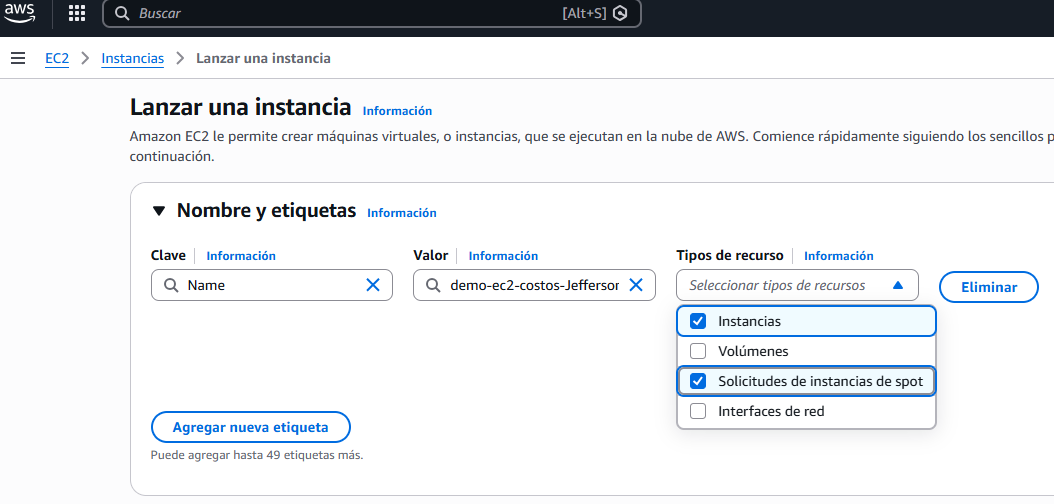 aws
Buscar [Alt+S]
EC2 > Instancias > Lanzar una instancia
Lanzar una instancia Información
Amazon EC2 le permite crear máquinas virtuales, o instancias, que se ejecutan en la nube de AWS. Comience rápidamente siguiendo los sencillos p
continuación.
Nombre y etiquetas Información
Clave Información Valor Información Tipos de recurso Información
Name demo-ec2-costos-Jefferson Seleccionar tipos de recursos Eliminar
Instancias
Volúmenes
Solicitudes de instancias de spot
Interfaces de red
Agregar nueva etiqueta
Puede agregar hasta 49 etiquetas más.